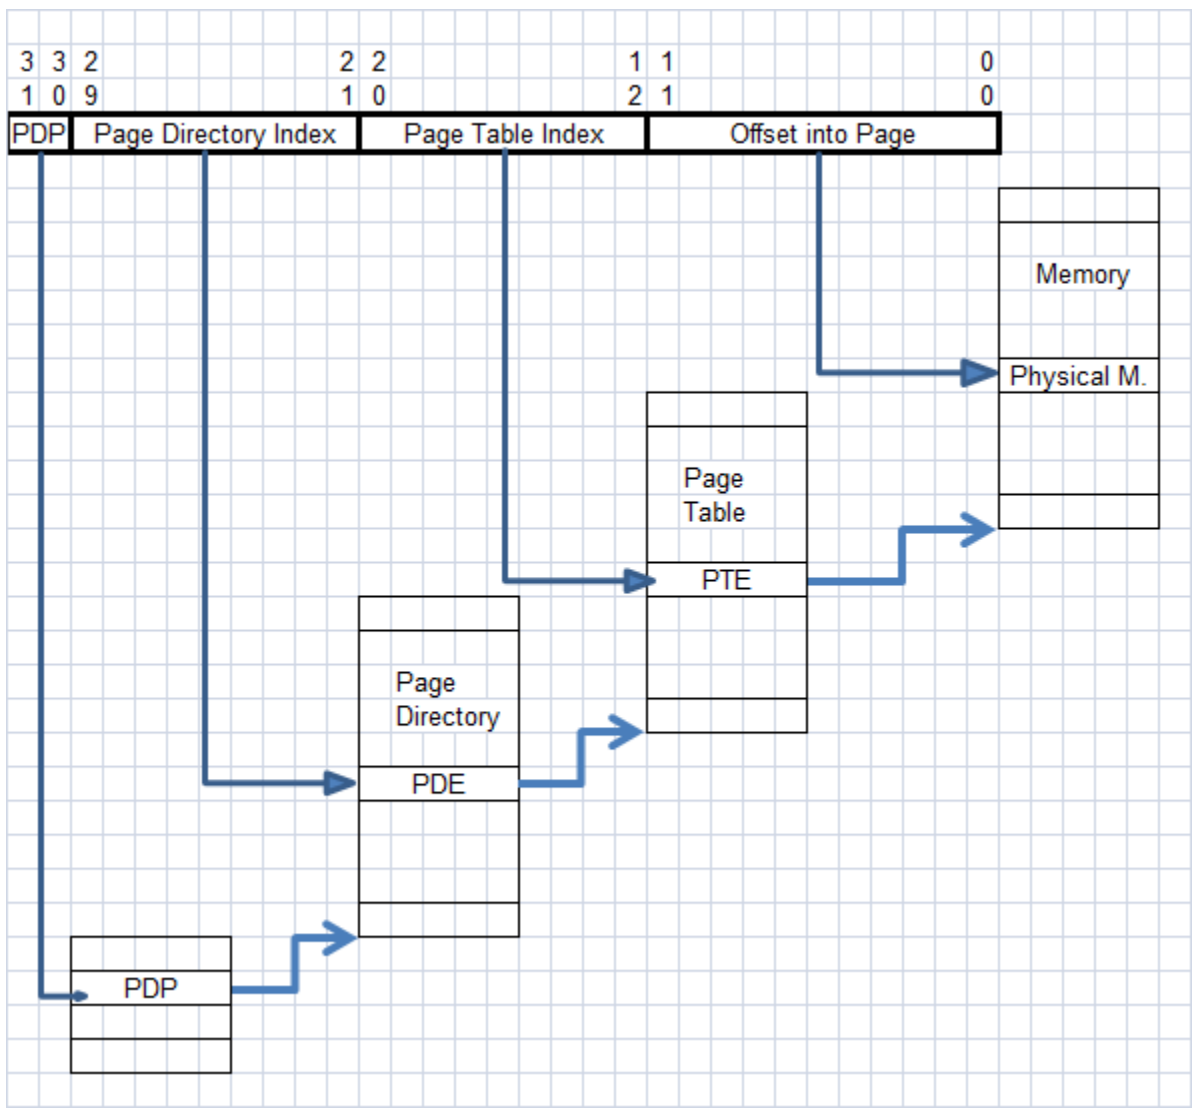 3 3 2 2 2 1 1 0
1 0 9 1 0 2 1 0
PDP Page Directory Index Page Table Index Offset into Page
Memory
Physical M.
Page
Table
PTE
Page
Directory
PDE
PDP